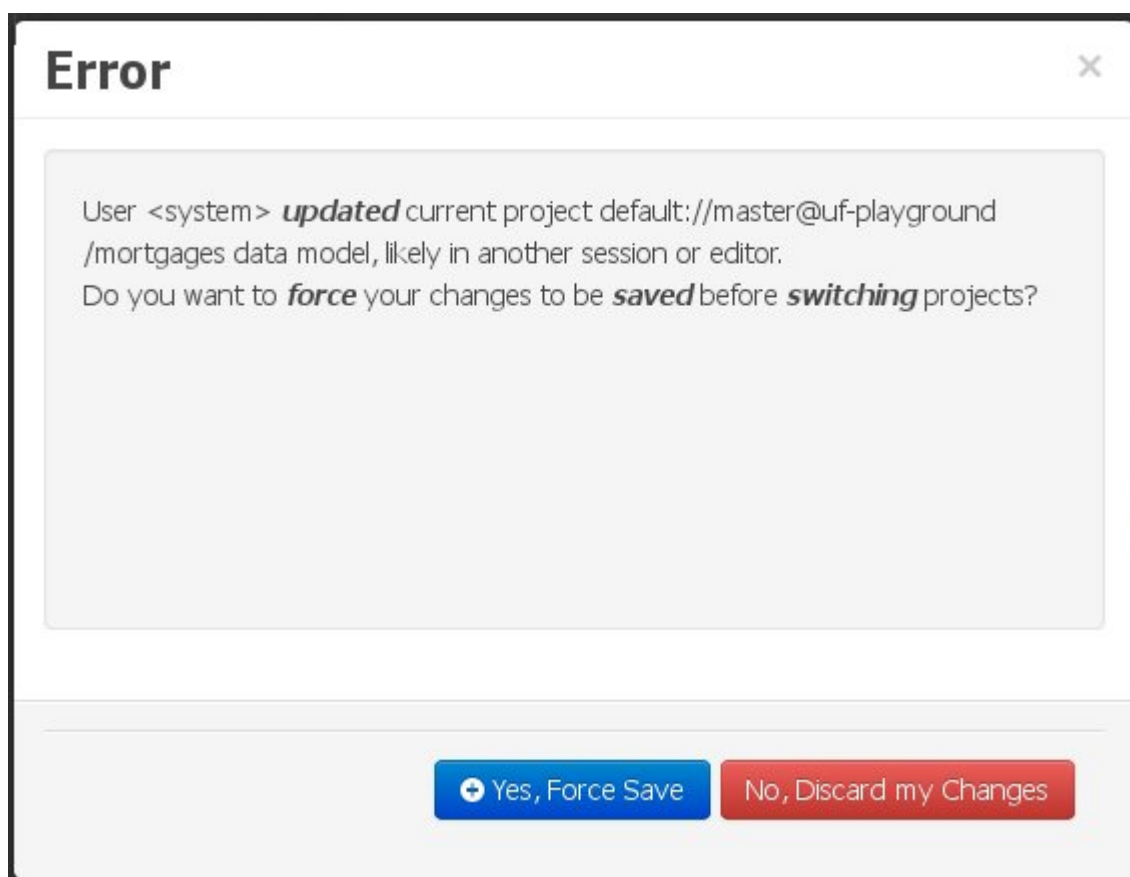 Error
User <system> updated current project default://master@uf-playground
/mortgages data model, likely in another session or editor.
Do you want to force your changes to be saved before switching projects?
Yes, Force Save
No, Discard my Changes